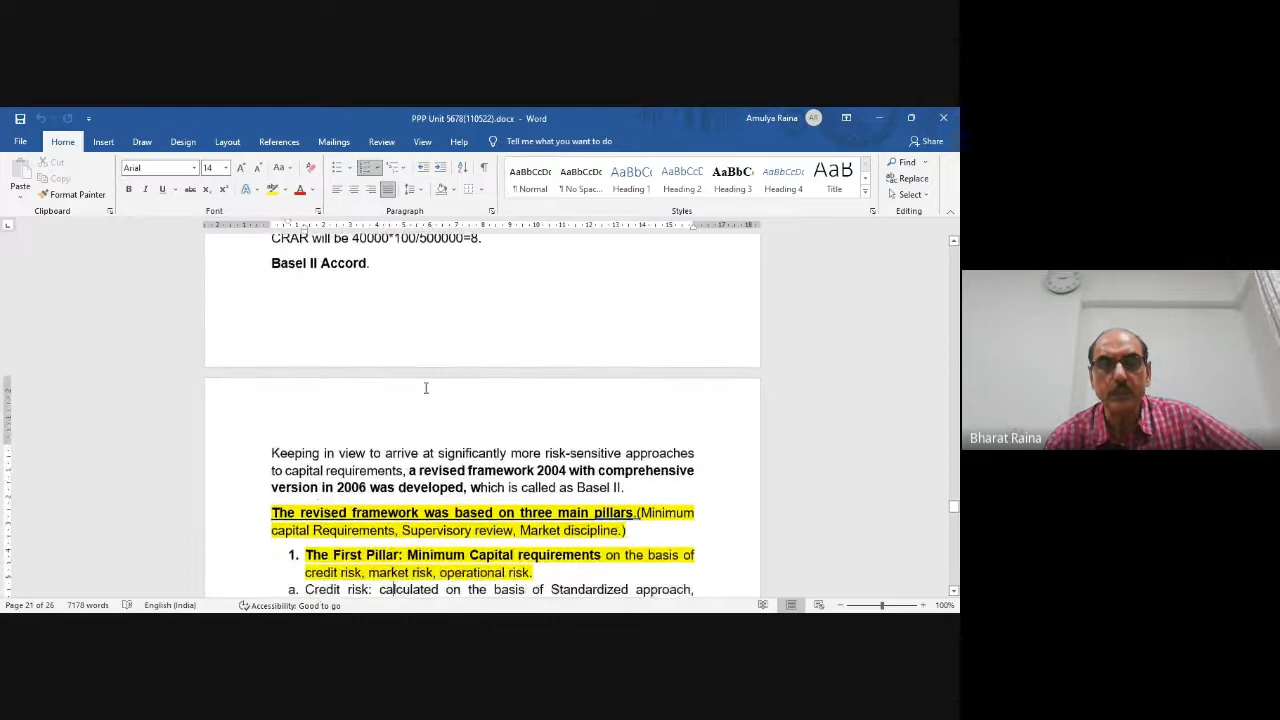 PPP Unit 5678(110522).docx - Word
Amulya Raina
AR
File Home Insert Draw Design Layout References Mailings Review View Help Tell me what you want to do Share
Paste
Cut
Copy
Format Painter
Clipboard
Arial 14
Font
Paragraph
AaBbCcDc AaBbCcDc AaBbC AaBbCcC AaBbC AaBbCcDc AaB
¶ Normal ¶ No Spac... Heading 1 Heading 2 Heading 3 Heading 4 Title
Styles
Find
Replace
Select
Editing
CRAR will be 40000*100/500000=8.
Basel II Accord.
Keeping in view to arrive at significantly more risk-sensitive approaches
to capital requirements, a revised framework 2004 with comprehensive
version in 2006 was developed, which is called as Basel II.
The revised framework was based on three main pillars.(Minimum
capital Requirements, Supervisory review, Market discipline.)
1. The First Pillar: Minimum Capital requirements on the basis of
credit risk, market risk, operational risk.
a. Credit risk: calculated on the basis of Standardized approach,
Page 21 of 26 7178 words English (India) Accessibility: Good to go 100%
Bharat Raina